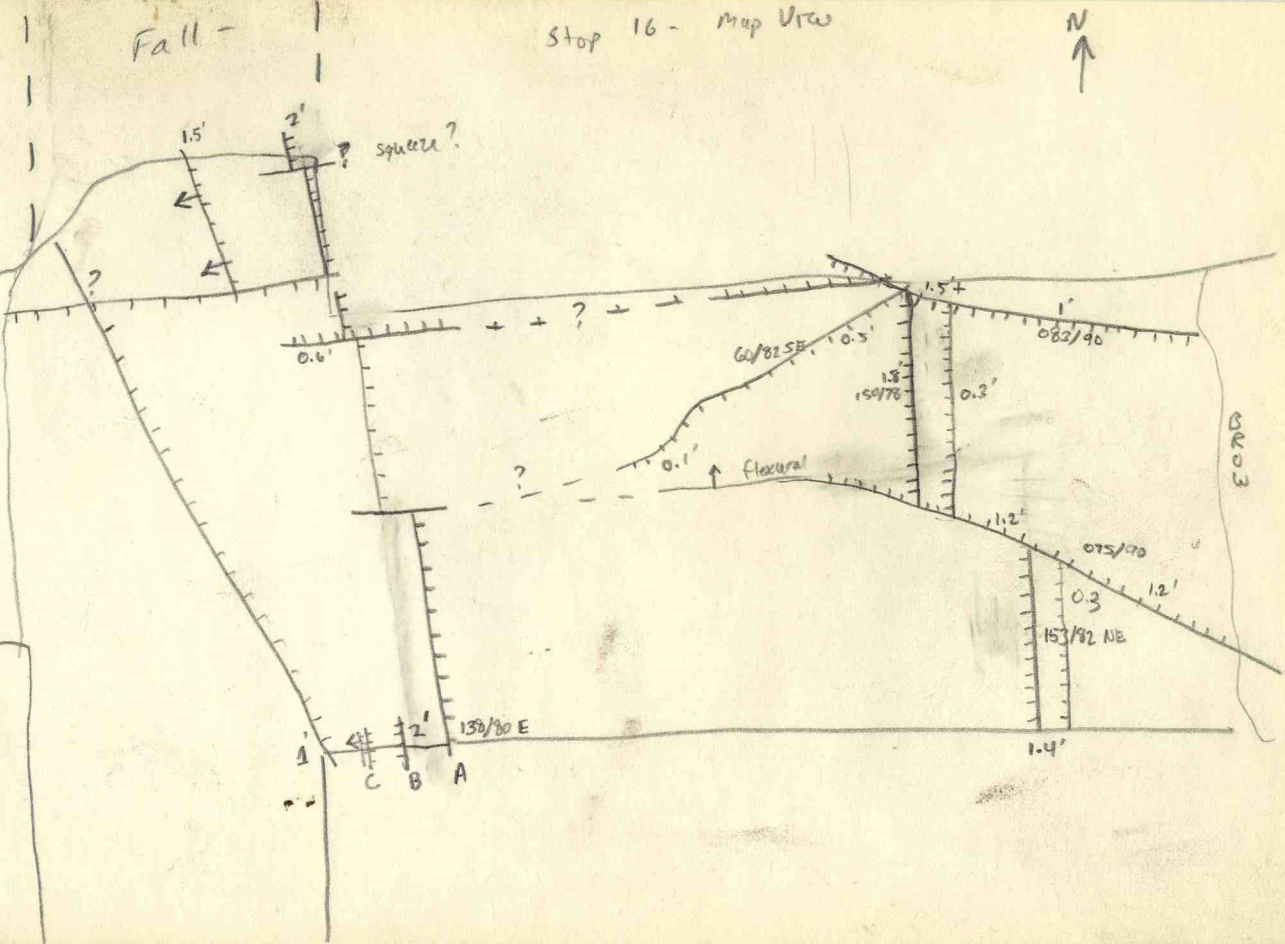 Fall -
Stop 16 - Map View
N
2'
1.5'
? squeeze?
?
1.5'+
?
1'
083/90
0.6'
0.5'
60/82 SE
1.8'
150/78
0.3'
BROW
0.1'
?
flexural
1.2'
075/90
0.3
1.2'
153/82 NE
2'
138/80 E
1'
1.4'
C
B
A